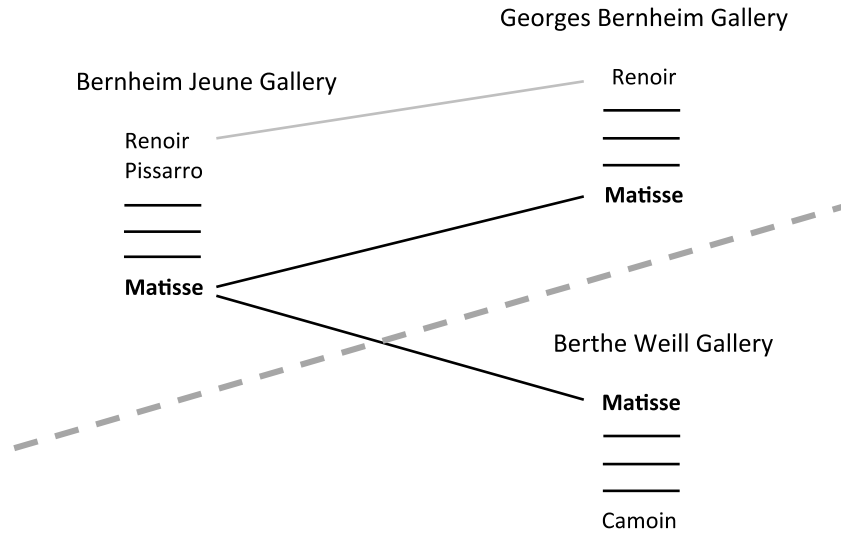 Bernheim Jeune Gallery
Renoir
Pissarro
Matisse
Georges Bernheim Gallery
Renoir
Matisse
Berthe Weill Gallery
Matisse
Camoin